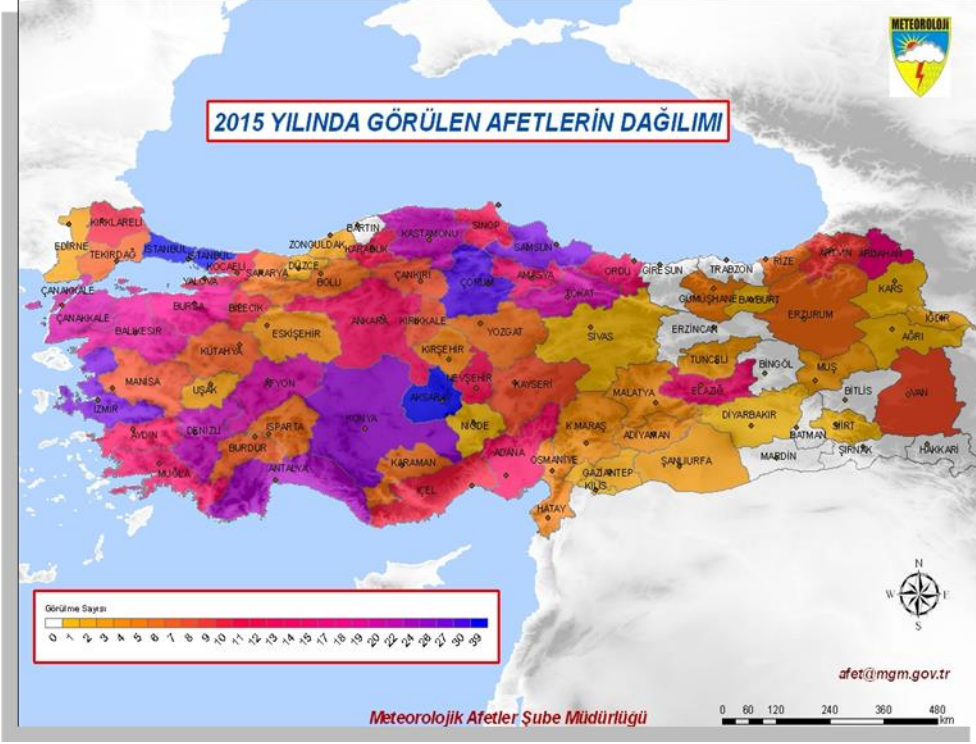 METEOROLOJİ
2015 YILINDA GÖRÜLEN AFETLERİN DAĞILIMI
KIRKLARELİ
EDİRNE
TEKİRDAĞ
İSTANBUL
İSTANBUL
KOCAELİ
YALOVA
SAKARYA
DÜZCE
ZONGULDAK
BARTIN
KARABÜK
KASTAMONU
SİNOP
SAMSUN
BOLU
ÇANKIRI
ÇORUM
AMASYA
TOKAT
ORDU
GİRESUN
TRABZON
RİZE
ARTVİN
ARDAHAN
GÜMÜŞHANE
BAYBURT
KARS
ÇANAKKALE
ÇANAKKALE
BALIKESİR
BURSA
BİLECİK
ESKİŞEHİR
ANKARA
KIRIKKALE
YOZGAT
SİVAS
ERZİNCAN
ERZURUM
AĞRI
IĞDIR
KÜTAHYA
MANİSA
UŞAK
AFYON
KIRŞEHİR
NEVŞEHİR
KAYSERİ
MALATYA
TUNCELİ
ELAZIĞ
BİNGÖL
MUŞ
BİTLİS
VAN
İZMİR
AYDIN
DENİZLİ
BURDUR
ISPARTA
KONYA
AKSARAY
NİĞDE
K.MARAŞ
ADIYAMAN
DİYARBAKIR
BATMAN
SİİRT
ŞIRNAK
HAKKARİ
MARDİN
MUĞLA
ANTALYA
KARAMAN
İÇEL
ADANA
OSMANİYE
GAZİANTEP
KİLİS
ŞANLIURFA
HATAY
Görülme Sayısı
0 1 2 3 4 5 6 7 8 9 10 11 12 13 14 15 17 18 19 20 22 24 26 27 30 39
N
W E
S
afet@mgm.gov.tr
Meteorolojik Afetler Şube Müdürlüğü
0 60 120 240 360 480
km